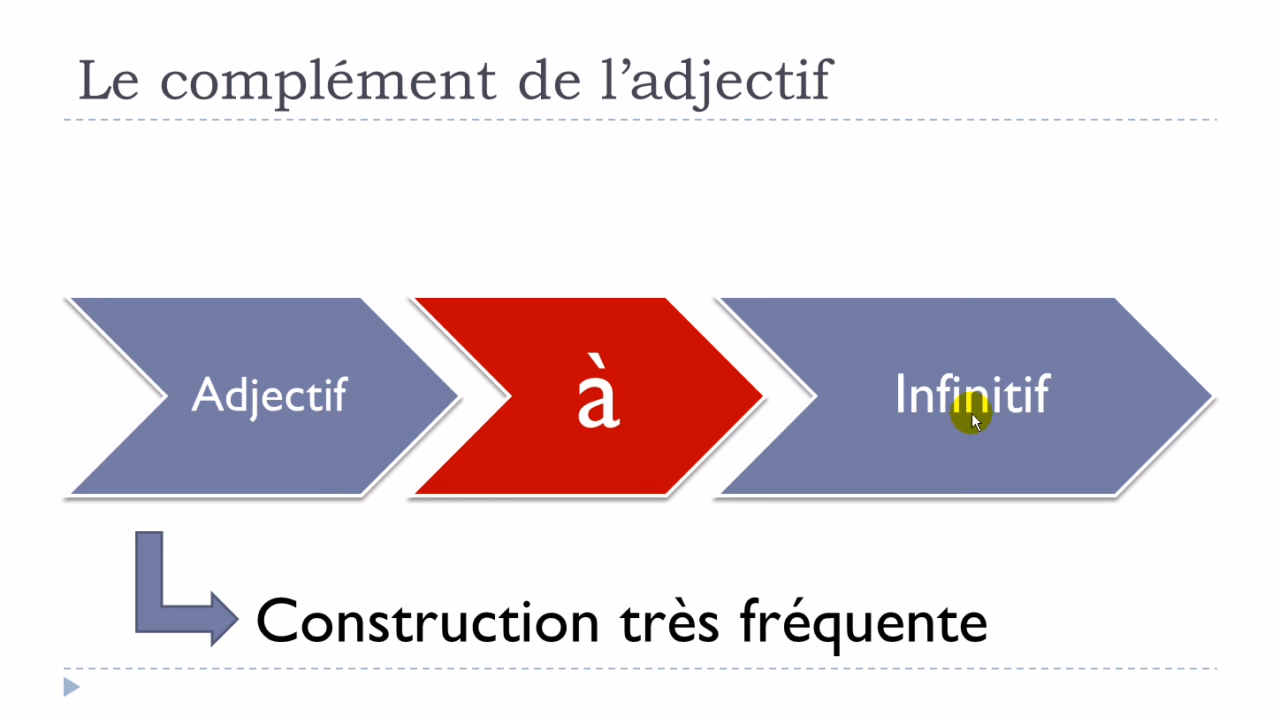 Le complément de l’adjectif
Adjectif
à
Infinitif
Construction très fréquente